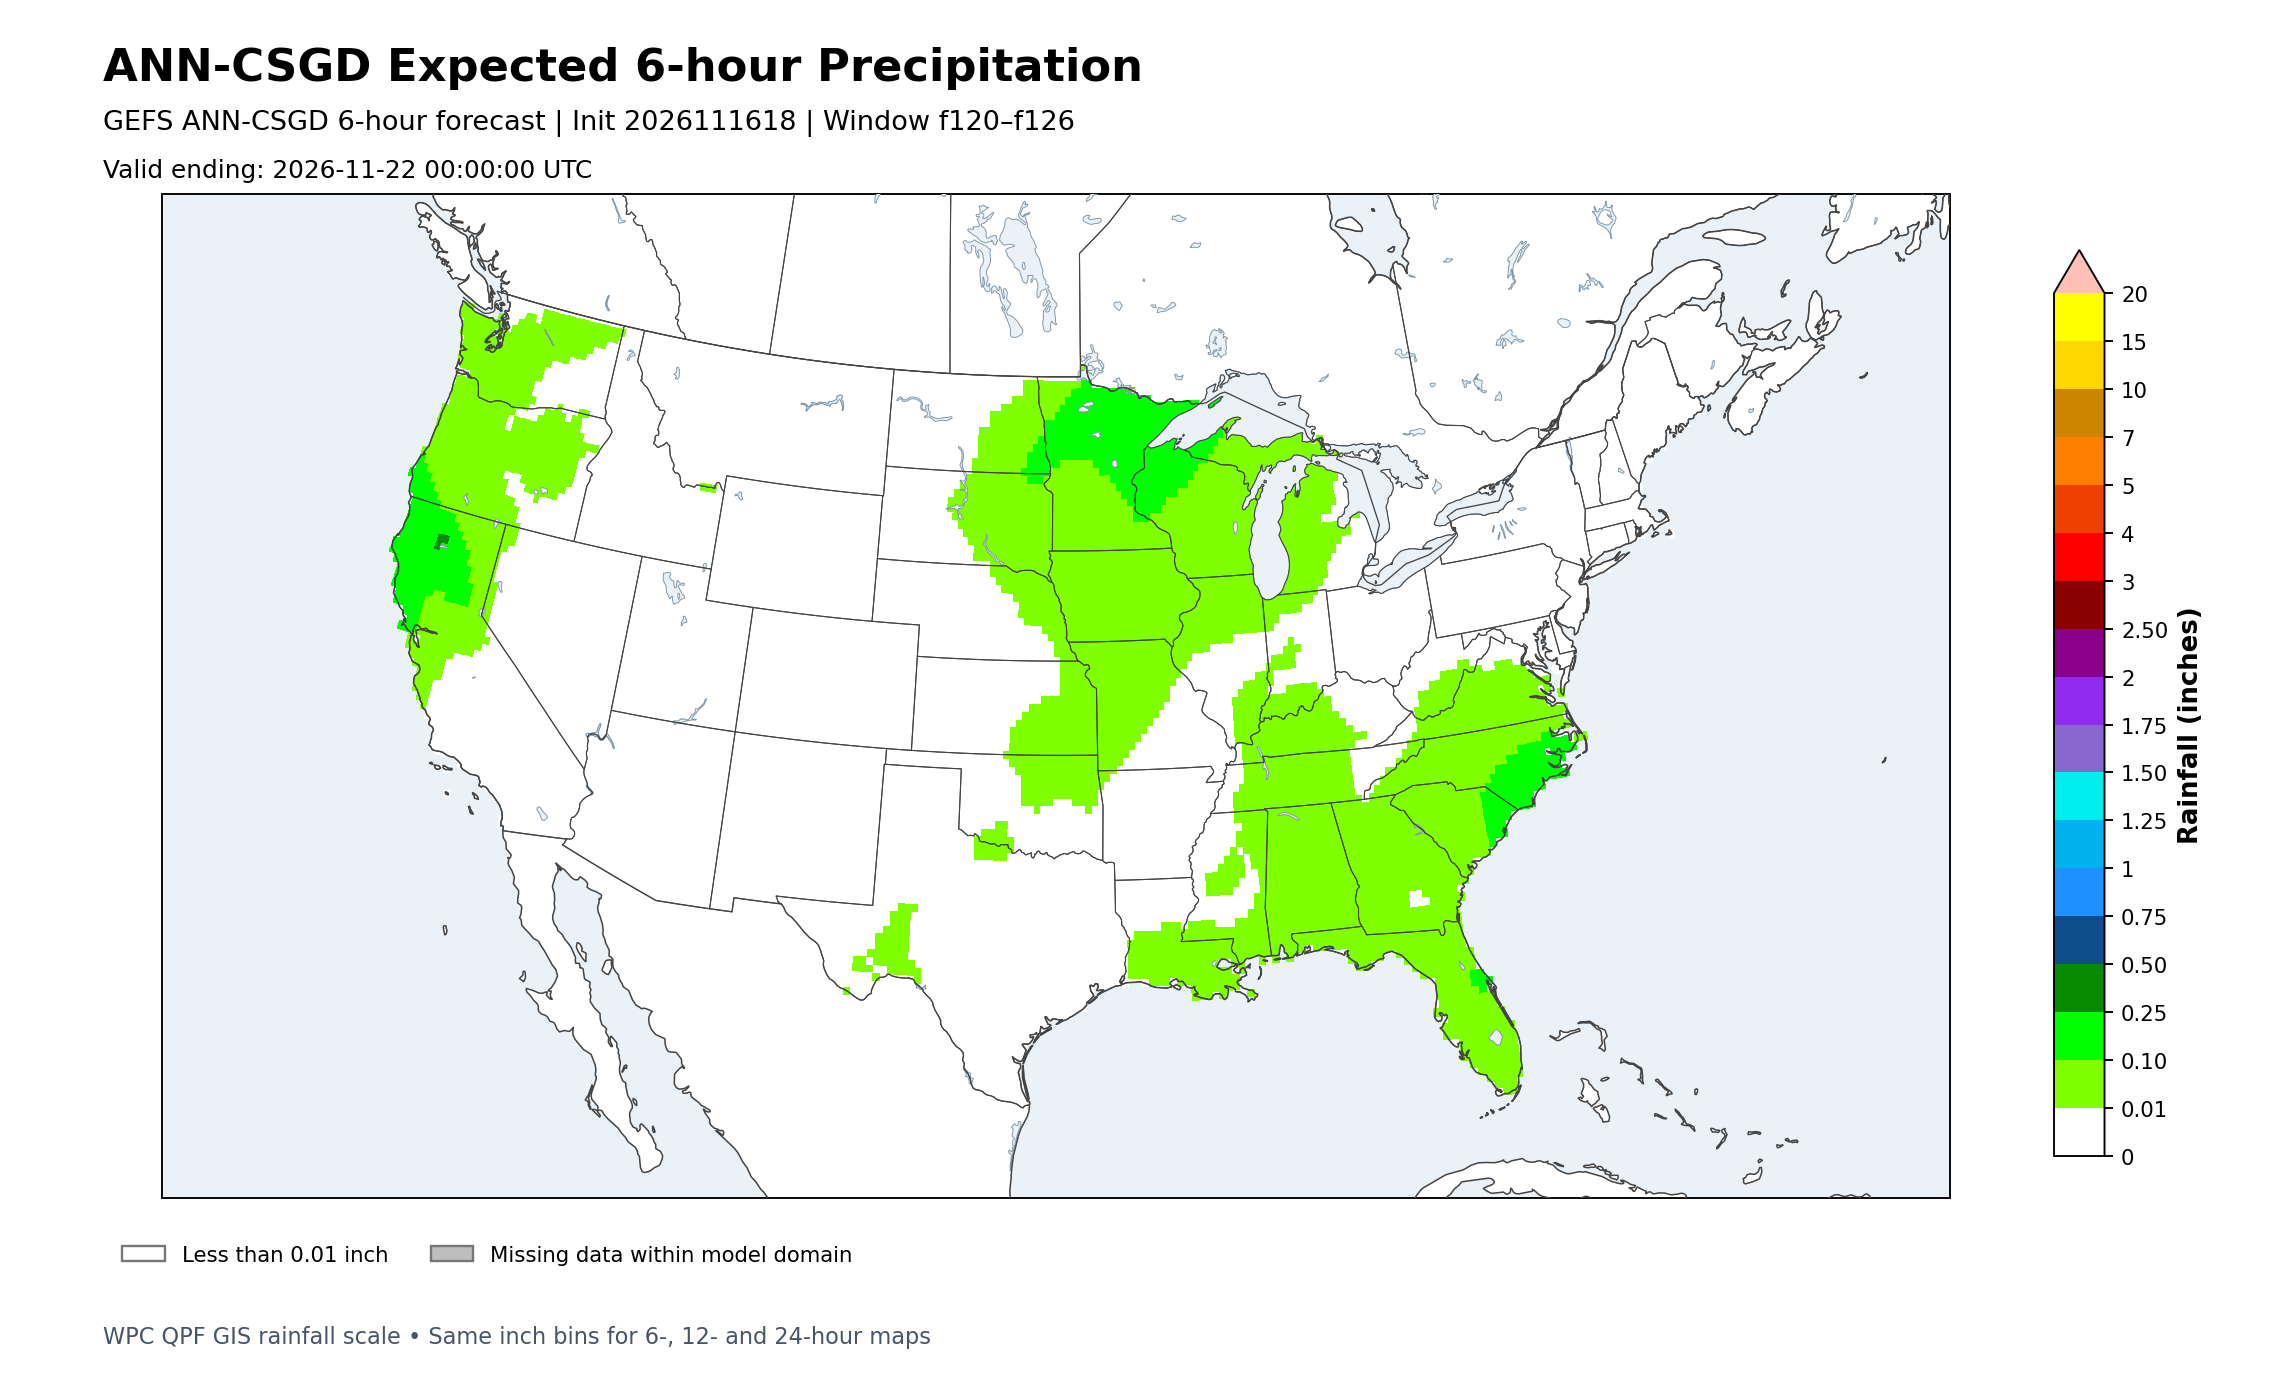 ANN-CSGD Expected 6-hour Precipitation
GEFS ANN-CSGD 6-hour forecast | Init 2026111618 | Window f120–f126
Valid ending: 2026-11-22 00:00:00 UTC
20
15
10
7
5
4
3
2.50
2
1.75
1.50
1.25
1
0.75
0.50
0.25
0.10
0.01
0
Rainfall (inches)
Less than 0.01 inch
Missing data within model domain
WPC QPF GIS rainfall scale • Same inch bins for 6-, 12- and 24-hour maps